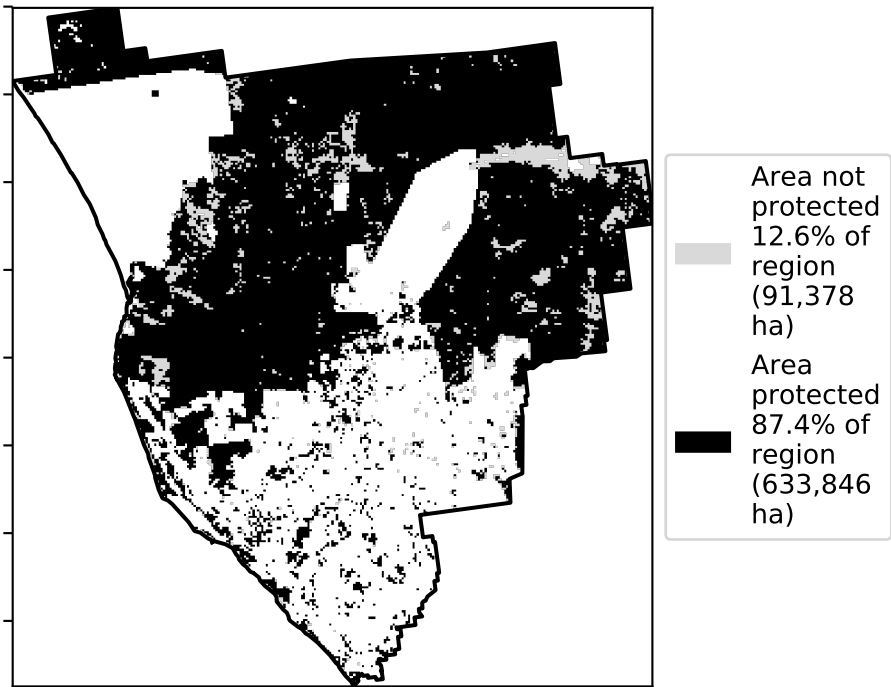 Area not
protected
12.6% of
region
(91,378
ha)
Area
protected
87.4% of
region
(633,846
ha)